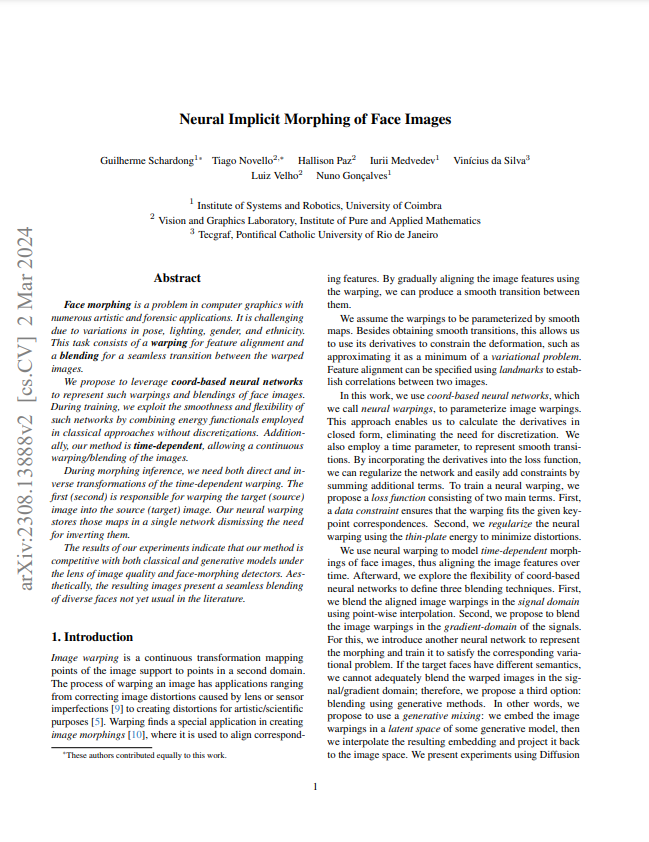 Neural Implicit Morphing of Face Images
Guilherme Schardong1* Tiago Novello2,* Hallison Paz2 Iurii Medvedev1 Vinícius da Silva3
Luiz Velho2 Nuno Gonçalves1
1 Institute of Systems and Robotics, University of Coimbra
2 Vision and Graphics Laboratory, Institute of Pure and Applied Mathematics
3 Tecgraf, Pontifical Catholic University of Rio de Janeiro
arXiv:2308.13888v2 [cs.CV] 2 Mar 2024
Abstract
Face morphing is a problem in computer graphics with
numerous artistic and forensic applications. It is challenging
due to variations in pose, lighting, gender, and ethnicity.
This task consists of a warping for feature alignment and
a blending for a seamless transition between the warped
images.
We propose to leverage coord-based neural networks
to represent such warpings and blendings of face images.
During training, we exploit the smoothness and flexibility of
such networks by combining energy functions employed
in classical approaches without discretizations. Addition-
ally, our method is time-dependent, allowing a continuous
warping/blending of the images.
During morphing inference, we need both direct and in-
verse transformations of the time-dependent warping. The
first (second) is responsible for warping the target (source)
image into the source (target) image. Our neural warping
stores those maps in a single network dismissing the need
for inverting them.
The results of our experiments indicate that our method is
competitive with both classical and generative models under
the lens of image quality and face-morphing detectors. Aes-
thetically, the resulting images present a seamless blending
of diverse faces not yet usual in the literature.
1. Introduction
Image warping is a continuous transformation mapping
points of the image support to points in a second domain.
The process of warping an image has applications ranging
from correcting image distortions caused by lens or sensor
imperfections [9] to creating distortions for artistic/scientific
purposes [5]. Warping finds a special application in creating
image morphings [10], where it is used to align correspond-
*These authors contributed equally to this work.
ing features. By gradually aligning the image features using
the warping, we can produce a smooth transition between
them.
We assume the warpings to be parameterized by smooth
maps. Besides obtaining smooth transitions, this allows us
to use its derivatives to constrain the deformation, such as
approximating it as a minimum of a variational problem.
Feature alignment can be specified using landmarks to estab-
lish correlations between two images.
In this work, we use coord-based neural networks, which
we call neural warpings, to parameterize image warpings.
This approach enables us to calculate the derivatives in
closed form, eliminating the need for discretization. We
also employ a time parameter, to represent smooth transi-
tions. By incorporating the derivatives into the loss function,
we can regularize the network and easily add constraints by
summing additional terms. To train a neural warping, we
propose a loss function consisting of two main terms. First,
a data constraint ensures that the warping fits the given key-
point correspondences. Second, we regularize the neural
warping using the thin-plate energy to minimize distortions.
We use neural warping to model time-dependent morph-
ings of face images, thus aligning the image features over
time. Afterward, we explore the flexibility of coord-based
neural networks to define three blending techniques. First,
we blend the aligned image warpings in the signal domain
using point-wise interpolation. Second, we propose to blend
the image warpings in the gradient-domain of the signals.
For this, we introduce another neural network to represent
the morphing and train it to satisfy the corresponding varia-
tional problem. If the target faces have different semantics,
we cannot adequately blend the warped images in the sig-
nal/gradient domain; therefore, we propose a third option:
blending using generative methods. In other words, we
propose to use a generative mixing: we embed the image
warpings in a latent space of some generative model, then
we interpolate the resulting embedding and project it back
to the image space. We present experiments using Diffusion
1